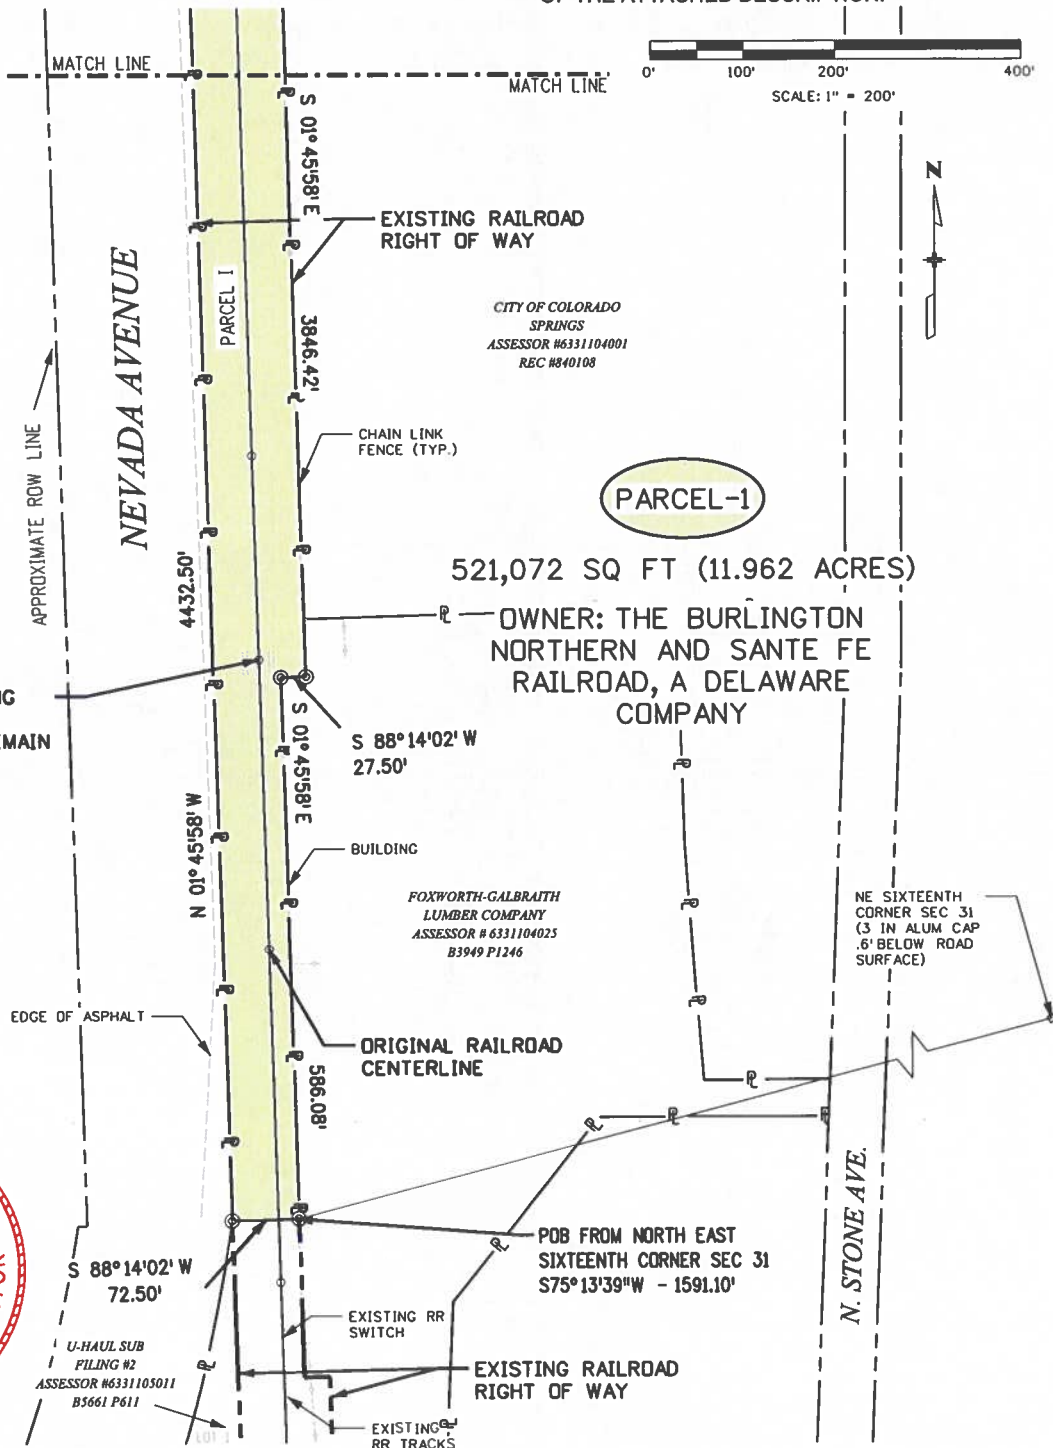 MATCH LINE
MATCH LINE
0'
100'
200'
400'
SCALE: 1" = 200'
N
S 01°45'58" E
EXISTING RAILROAD
RIGHT OF WAY
PARCEL I
NEVADA AVENUE
APPROXIMATE ROW LINE
3846.42'
CITY OF COLORADO
SPRINGS
ASSESSOR #6331104001
REC #840108
CHAIN LINK
FENCE (TYP.)
PARCEL-1
521,072 SQ FT (11.962 ACRES)
OWNER: THE BURLINGTON
NORTHERN AND SANTE FE
RAILROAD, A DELAWARE
COMPANY
4432.50'
S 88°14'02' W
27.50'
S 01°45'58' E
N 01°45'58' W
BUILDING
FOXWORTH-GALBRAITH
LUMBER COMPANY
ASSESSOR # 6331104025
B3949 P1246
NE SIXTEENTH
CORNER SEC 31
(3 IN ALUM CAP
.6' BELOW ROAD
SURFACE)
EDGE OF ASPHALT
ORIGINAL RAILROAD
CENTERLINE
586.08'
N. STONE AVE.
POB FROM NORTH EAST
SIXTEENTH CORNER SEC 31
S75°13'39"W - 1591.10'
S 88°14'02' W
72.50'
EXISTING RR
SWITCH
U-HAUL SUB
FILING #2
ASSESSOR #6331105011
B5661 P611
EXISTING RAILROAD
RIGHT OF WAY
LOT 1
EXISTING
RR TRACKS